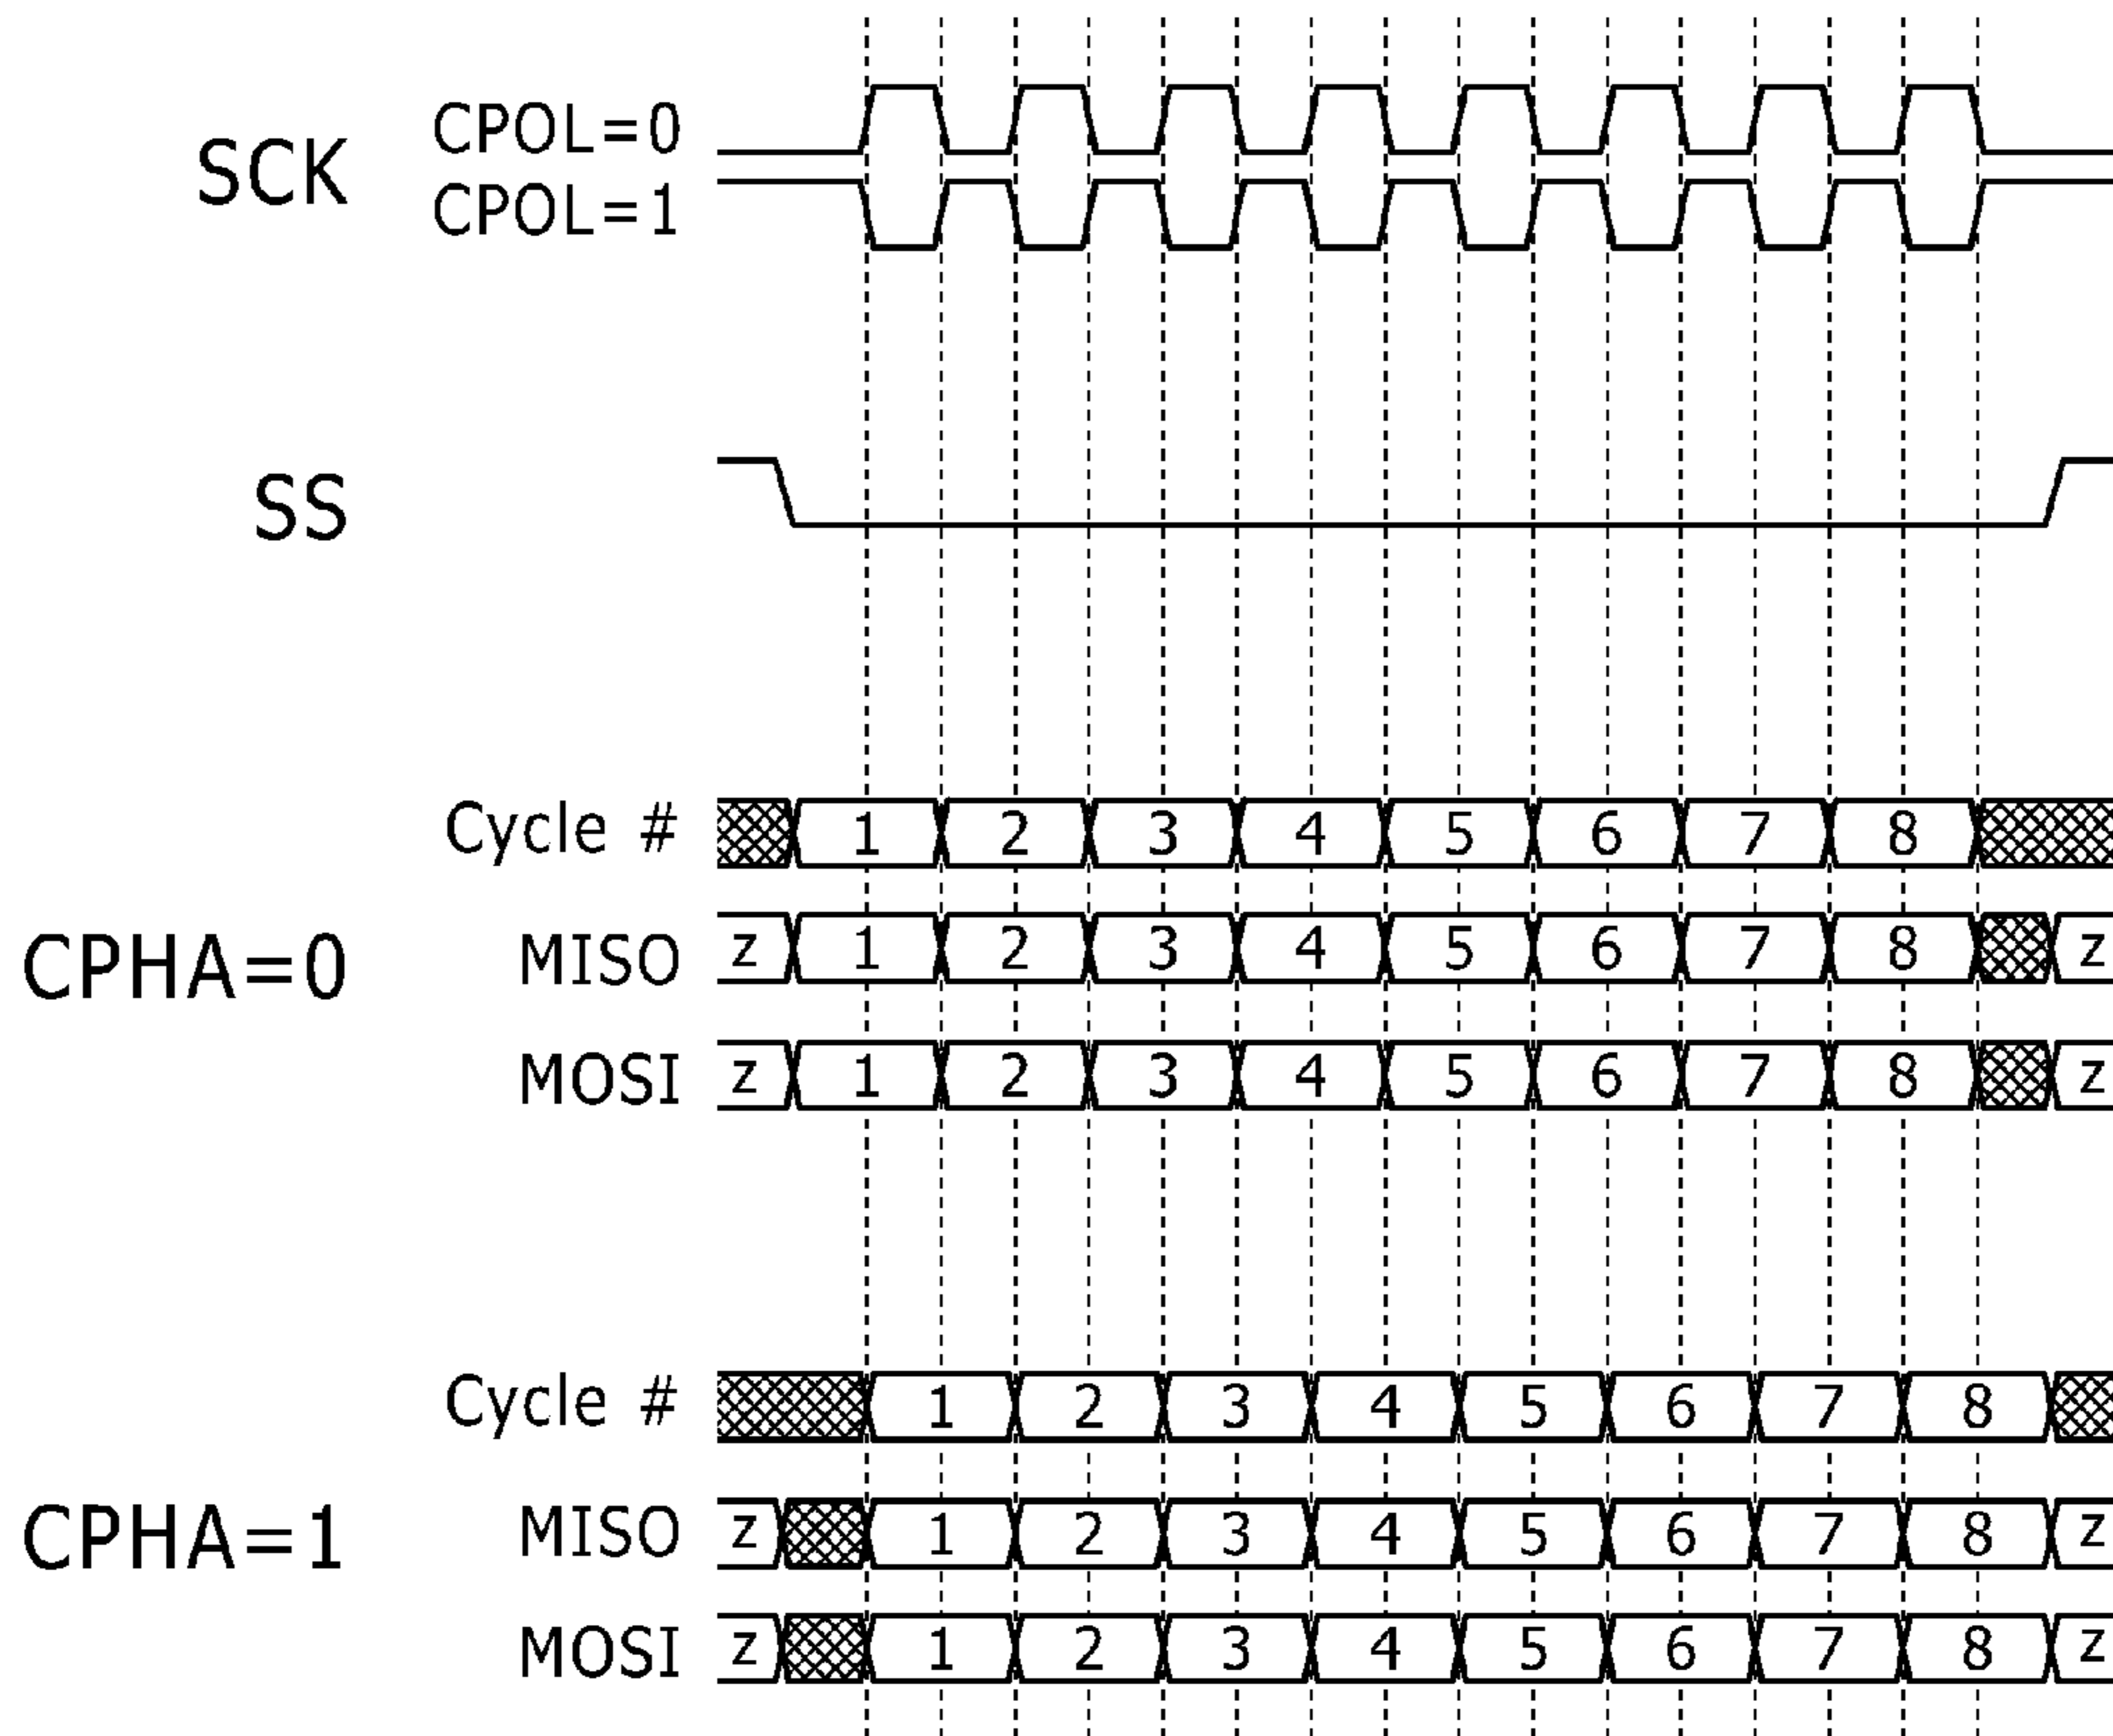 SCK CPOL=0
CPOL=1
SS
Cycle # 1 2 3 4 5 6 7 8
CPHA=0 MISO z 1 2 3 4 5 6 7 8 z
MOSI z 1 2 3 4 5 6 7 8 z
Cycle # 1 2 3 4 5 6 7 8
CPHA=1 MISO z 1 2 3 4 5 6 7 8 z
MOSI z 1 2 3 4 5 6 7 8 z